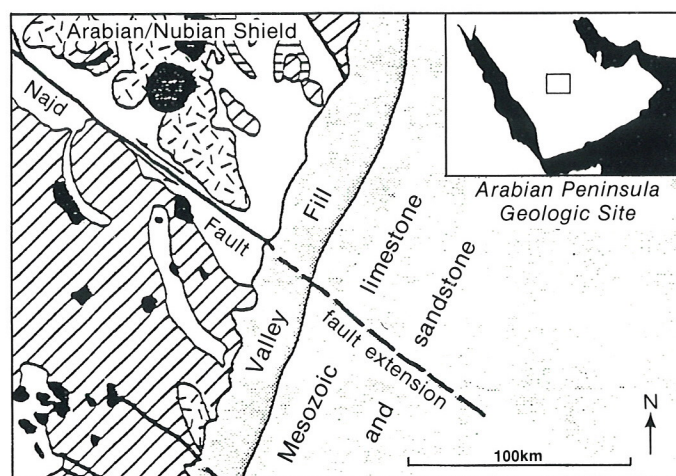 Arabian/Nubian Shield
Najd
Fault
Valley
Fill
fault extension
Mesozoic
and
limestone
sandstone
Arabian Peninsula
Geologic Site
N
100km